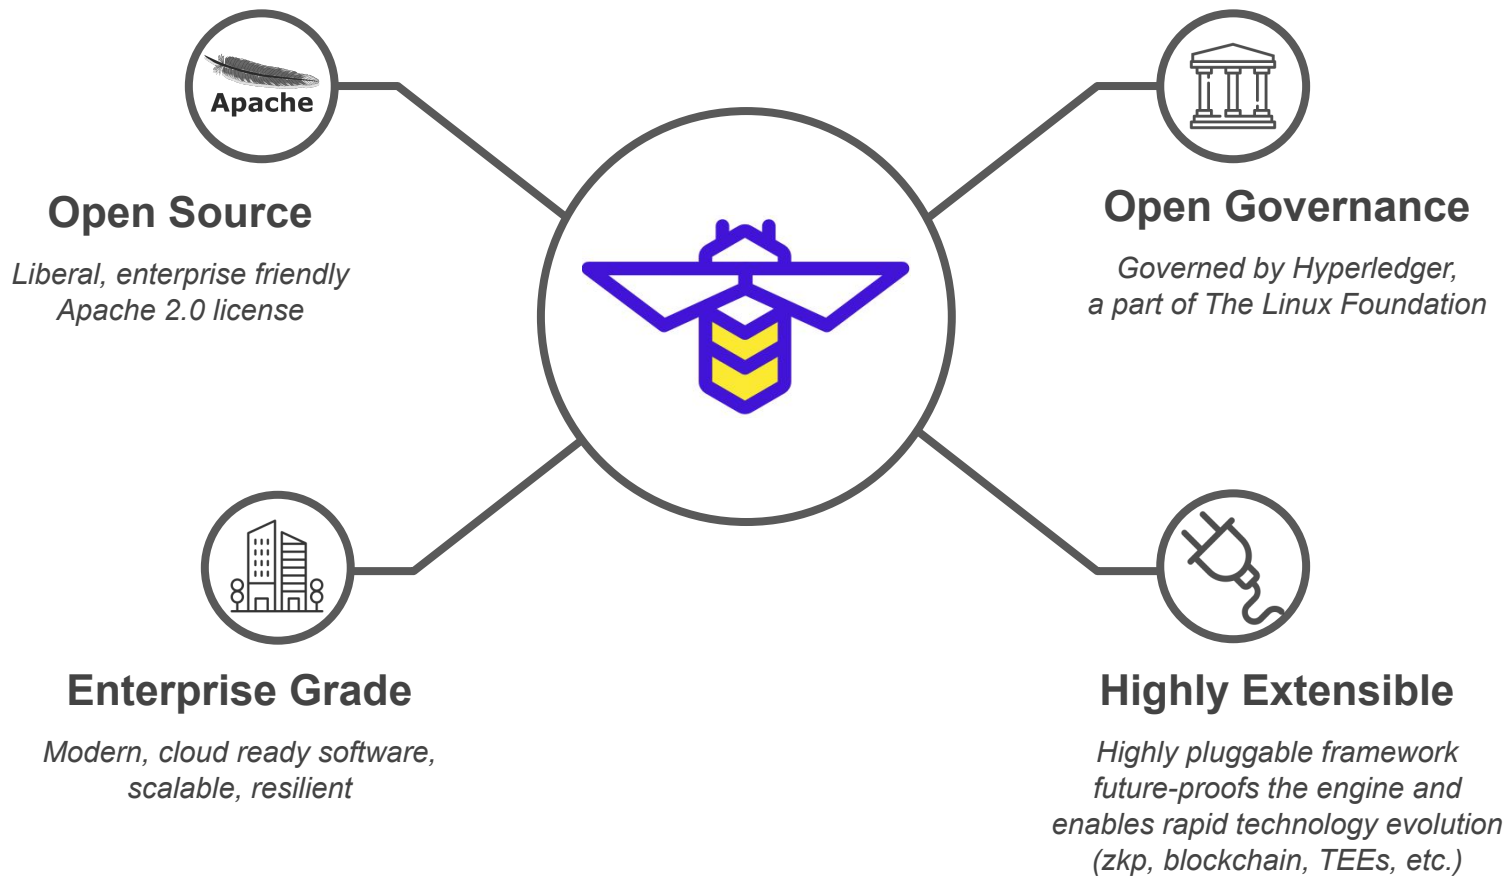 Apache
Open Source
Liberal, enterprise friendly
Apache 2.0 license
Open Governance
Governed by Hyperledger,
a part of The Linux Foundation
Enterprise Grade
Modern, cloud ready software,
scalable, resilient
Highly Extensible
Highly pluggable framework
future-proofs the engine and
enables rapid technology evolution
(zkp, blockchain, TEEs, etc.)